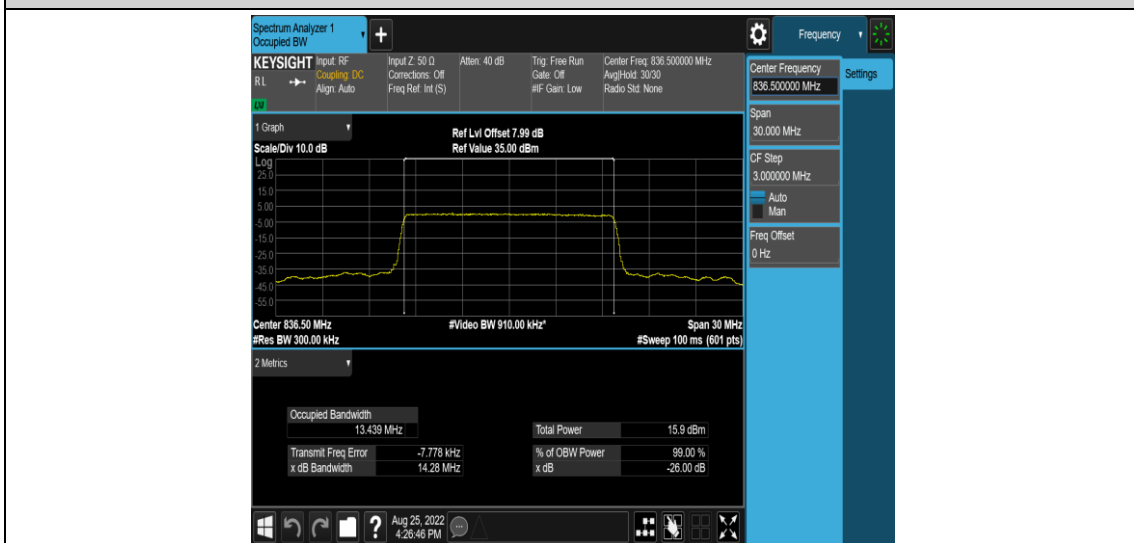 Spectrum Analyzer 1
Occupied BW
+
Frequency
KEYSIGHT
RL
Input: RF
Coupling: DC
Align: Auto
Input Z: 50 Ω
Corrections: Off
Freq Ref: Int (S)
Atten: 40 dB
Trig: Free Run
Gate: Off
#IF Gain: Low
Center Freq: 836.500000 MHz
Avg|Hold: 30/30
Radio Std: None
Center Frequency
836.500000 MHz
Settings
Span
30.000 MHz
CF Step
3.000000 MHz
Auto
Man
Freq Offset
0 Hz
1 Graph
Ref Lvl Offset 7.99 dB
Scale/Div 10.0 dB
Ref Value 35.00 dBm
Log
25.0
15.0
5.00
-5.00
-15.0
-25.0
-35.0
-45.0
-55.0
Center 836.50 MHz
#Video BW 910.00 kHz*
Span 30 MHz
#Res BW 300.00 kHz
#Sweep 100 ms (601 pts)
2 Metrics
Occupied Bandwidth
13.439 MHz
Total Power 15.9 dBm
Transmit Freq Error -7.778 kHz
% of OBW Power 99.00 %
x dB Bandwidth 14.28 MHz
x dB -26.00 dB
?
Aug 25, 2022
4:26:46 PM